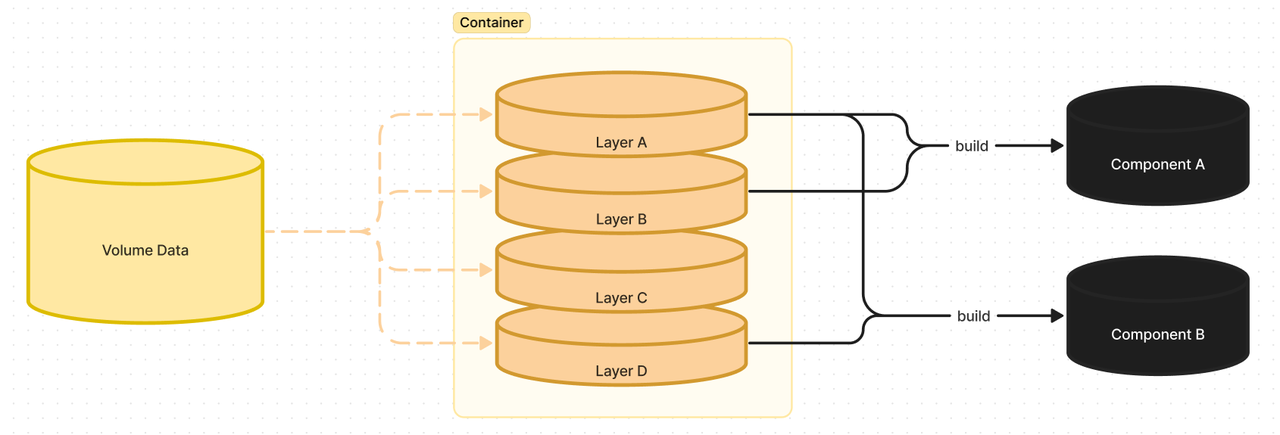 Container
Volume Data
Layer A
Layer B
Layer C
Layer D
build
Component A
build
Component B